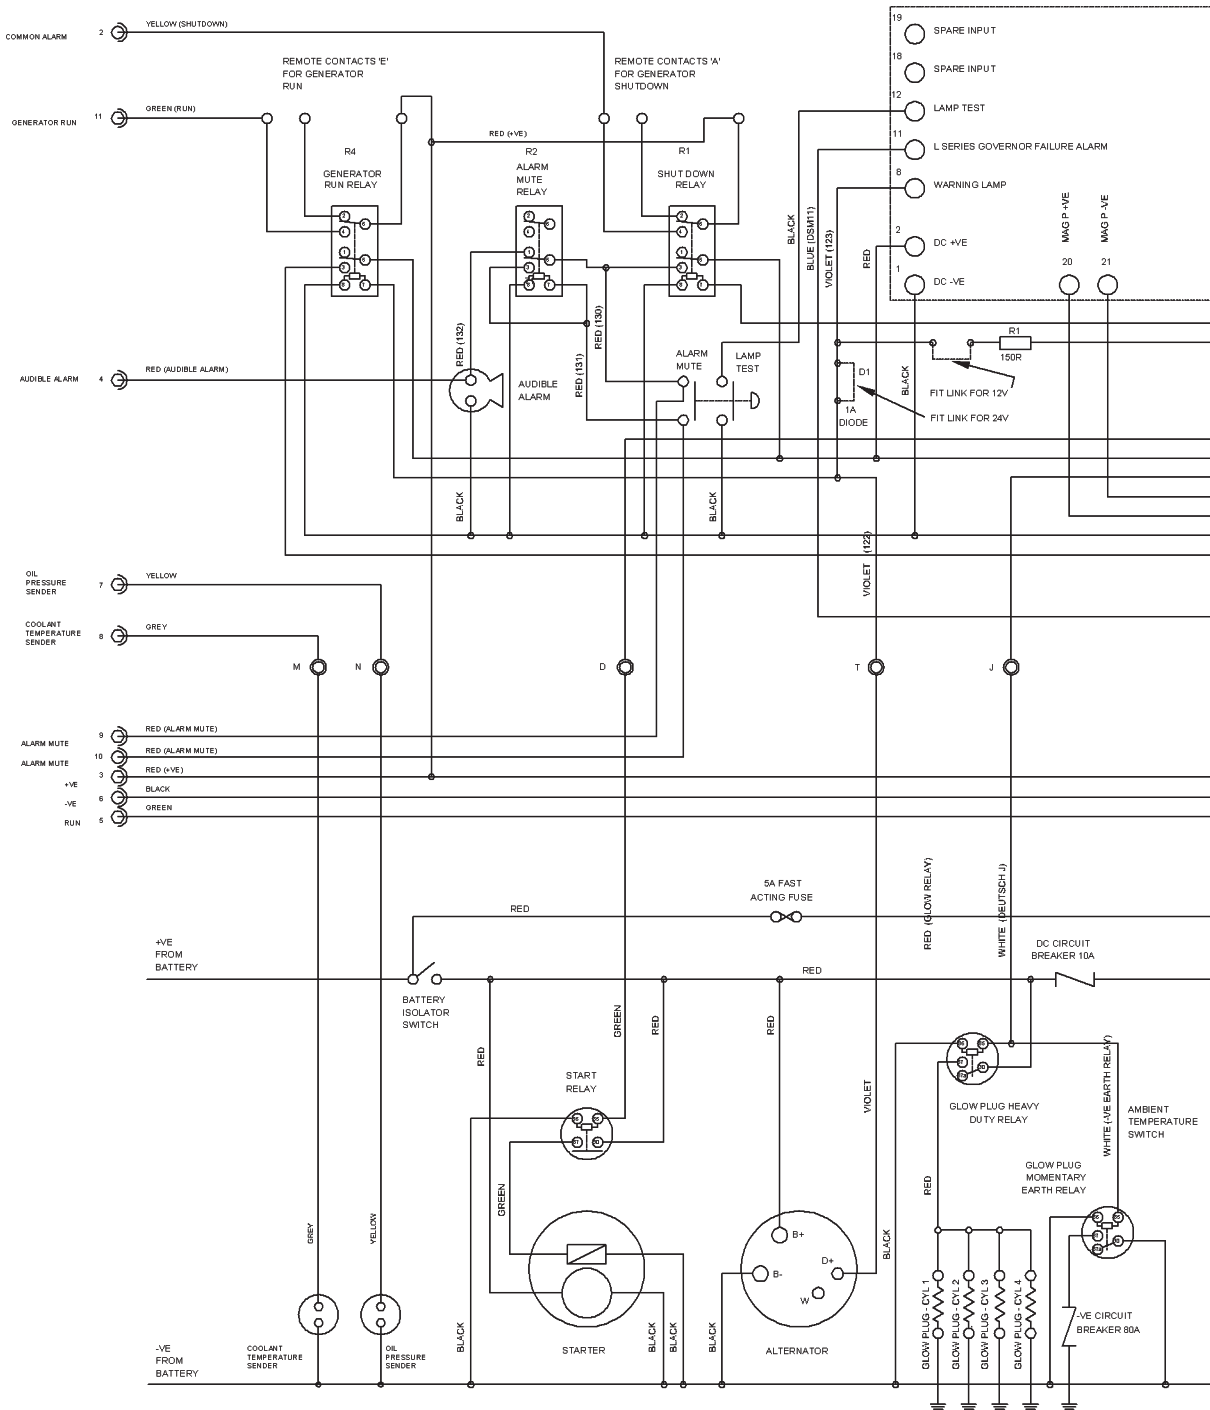 COMMON ALARM
2
YELLOW (SHUTDOWN)
REMOTE CONTACTS 'E'
FOR GENERATOR
RUN
REMOTE CONTACTS 'A'
FOR GENERATOR
SHUTDOWN
GENERATOR RUN
11
GREEN (RUN)
RED (+VE)
R4
GENERATOR
RUN RELAY
R2
ALARM
MUTE
RELAY
R1
SHUT DOWN
RELAY
19
SPARE INPUT
18
SPARE INPUT
12
LAMP TEST
11
L SERIES GOVERNOR FAILURE ALARM
8
WARNING LAMP
2
DC +VE
1
DC -VE
MAG P +VE
20
MAG P -VE
21
BLACK
BLUE (DSM11)
VIOLET (123)
RED
RED (132)
RED (131)
RED (130)
BLACK
AUDIBLE ALARM
4
RED (AUDIBLE ALARM)
AUDIBLE
ALARM
ALARM
MUTE
LAMP
TEST
D1
1A
DIODE
R1
150R
FIT LINK FOR 12V
FIT LINK FOR 24V
BLACK
BLACK
VIOLET (122)
OIL
PRESSURE
SENDER
7
YELLOW
COOLANT
TEMPERATURE
SENDER
8
GREY
M
N
D
T
J
ALARM MUTE
9
RED (ALARM MUTE)
ALARM MUTE
10
RED (ALARM MUTE)
+VE
3
RED (+VE)
-VE
6
BLACK
RUN
5
GREEN
RED
5A FAST
ACTING FUSE
RED (GLOW RELAY)
WHITE (DEUTSCH J)
DC CIRCUIT
BREAKER 10A
+VE
FROM
BATTERY
RED
BATTERY
ISOLATOR
SWITCH
GREEN
RED
RED
RED
START
RELAY
VIOLET
GLOW PLUG HEAVY
DUTY RELAY
WHITE (-VE EARTH RELAY)
AMBIENT
TEMPERATURE
SWITCH
GLOW PLUG
MOMENTARY
EARTH RELAY
RED
GREEN
GREY
YELLOW
BLACK
B+
B-
D+
W
GLOW PLUG - CYL 1
GLOW PLUG - CYL 2
GLOW PLUG - CYL 3
GLOW PLUG - CYL 4
-VE CIRCUIT
BREAKER 80A
BLACK
BLACK
BLACK
BLACK
STARTER
ALTERNATOR
COOLANT
TEMPERATURE
SENDER
OIL
PRESSURE
SENDER
-VE
FROM
BATTERY